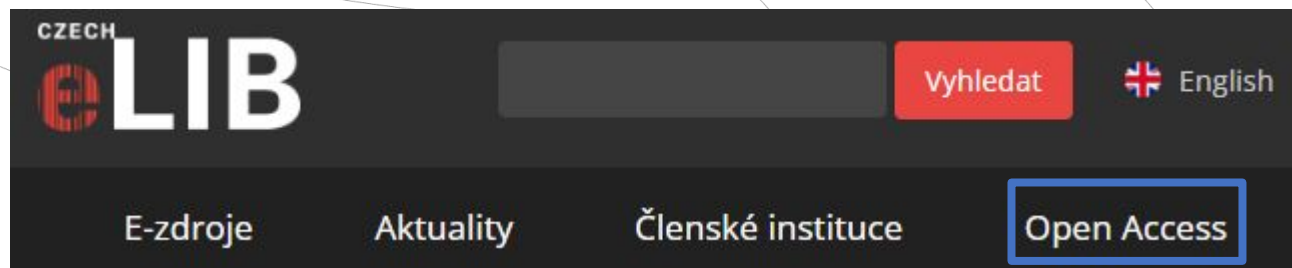 CZECH
eLIB
Vyhledat
English
E-zdroje Aktuality Členské instituce Open Access